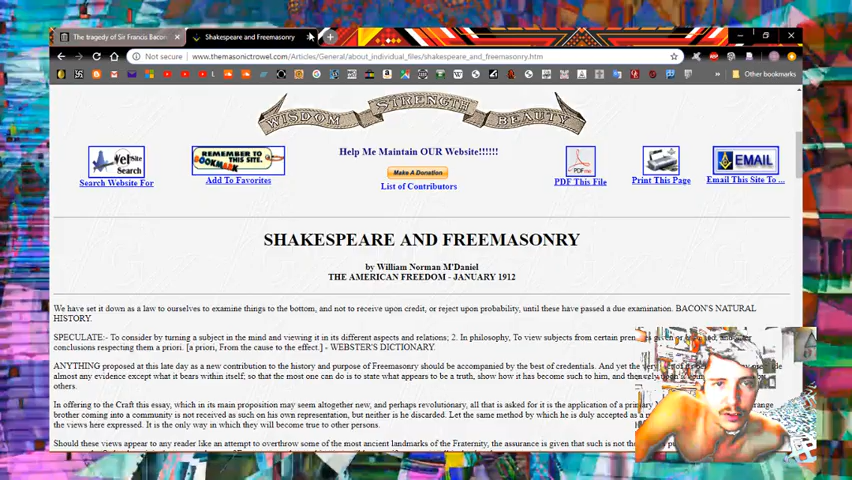 The tragedy of Sir Francis Bacon
Shakespeare and Freemasonry
Not secure
www.themasonictrowel.com/Articles/General/about_individual_files/shakespeare_and_freemasonry.htm
Other bookmarks
WISDOM STRENGTH BEAUTY
Help Me Maintain OUR Website!!!!!!
Site Search
REMEMBER TO BOOKMARK THIS SITE.
Make A Donation
EMAIL
Search Website For
Add To Favorites
List of Contributors
PDF This File
Print This Page
Email This Site To ...
SHAKESPEARE AND FREEMASONRY
by William Norman M'Daniel
THE AMERICAN FREEDOM - JANUARY 1912
We have set it down as a law to ourselves to examine things to the bottom, and not to receive upon credit, or reject upon probability, until these have passed a due examination. BACON'S NATURAL
HISTORY.
SPECULATE:- To consider by turning a subject in the mind and viewing it in its different aspects and relations; 2. In philosophy, To view subjects from certain
conclusions respecting them a priori. [a priori, From the cause to the effect.] - WEBSTER'S DICTIONARY.
ANYTHING proposed at this late day as a new contribution to the history and purpose of Freemasonry should be accompanied by the best of credentials. And yet the
almost any evidence except what it bears within itself, so that the most one can do is to state what appears to be a truth, show how it has become such to him, and
others.
In offering to the Craft this essay, which in its main proposition may seem altogether new, and perhaps revolutionary, all that is asked for it is the application of a
brother coming into a community is not received as such on his own representation, but neither is he discarded. Let the same method by which he is duly accepted as a
the views here expressed. It is the only way in which they will become true to other persons.
Should these views appear to any reader like an attempt to overthrow some of the most ancient landmarks of the Fraternity, the assurance is given that such is not